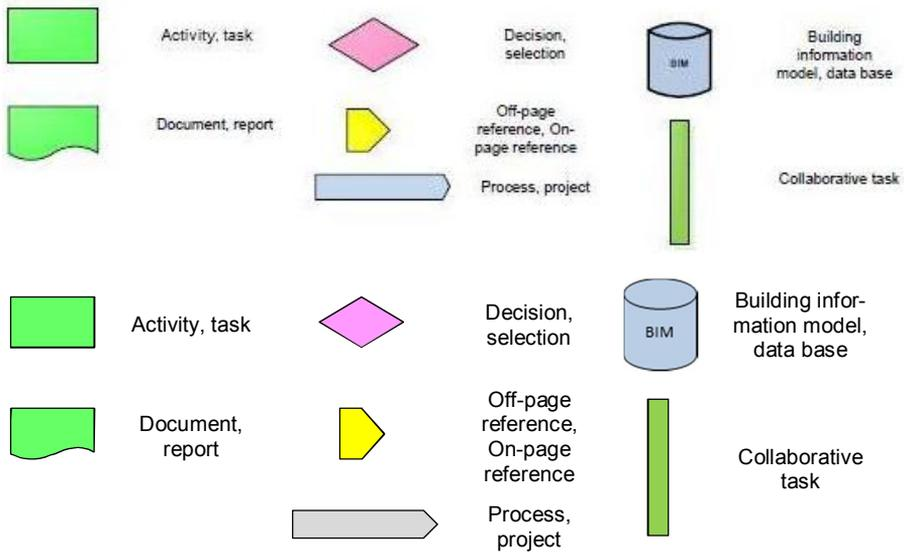 Activity, task
Decision,
selection
BIM
Building
information
model, data base
Document, report
Off-page
reference, On-
page reference
Process, project
Collaborative task
Activity, task
Decision,
selection
BIM
Building infor-
mation model,
data base
Document,
report
Off-page
reference,
On-page
reference
Collaborative
task
Process,
project